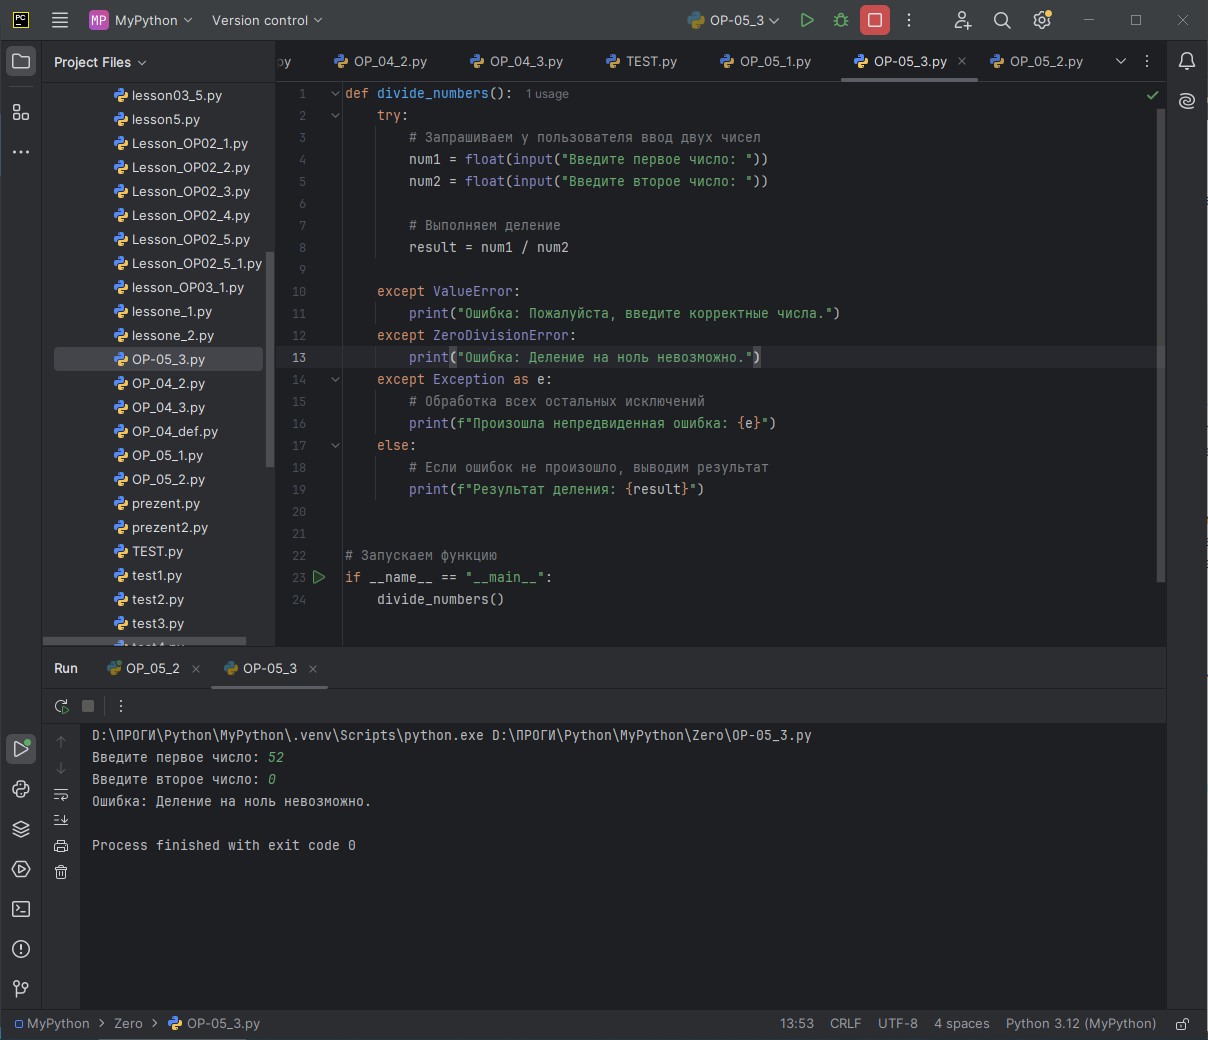 PC
MP MyPython
Version control
OP-05_3
Project Files
py
OP_04_2.py
OP_04_3.py
TEST.py
OP_05_1.py
OP-05_3.py
OP_05_2.py
lesson03_5.py
lesson5.py
Lesson_OP02_1.py
Lesson_OP02_2.py
Lesson_OP02_3.py
Lesson_OP02_4.py
Lesson_OP02_5.py
Lesson_OP02_5_1.py
lesson_OP03_1.py
lessone_1.py
lessone_2.py
OP-05_3.py
OP_04_2.py
OP_04_3.py
OP_04_def.py
OP_05_1.py
OP_05_2.py
prezent.py
prezent2.py
TEST.py
test1.py
test2.py
test3.py
1 def divide_numbers(): 1 usage
2 try:
3 # Запрашиваем у пользователя ввод двух чисел
4 num1 = float(input("Введите первое число: "))
5 num2 = float(input("Введите второе число: "))
6
7 # Выполняем деление
8 result = num1 / num2
9
10 except ValueError:
11 print("Ошибка: Пожалуйста, введите корректные числа.")
12 except ZeroDivisionError:
13 print("Ошибка: Деление на ноль невозможно.")
14 except Exception as e:
15 # Обработка всех остальных исключений
16 print(f"Произошла непредвиденная ошибка: {e}")
17 else:
18 # Если ошибок не произошло, выводим результат
19 print(f"Результат деления: {result}")
20
21
22 # Запускаем функцию
23 if __name__ == "__main__":
24 divide_numbers()
Run
OP_05_2
OP-05_3
D:\ПРОГИ\Python\MyPython\.venv\Scripts\python.exe D:\ПРОГИ\Python\MyPython\Zero\OP-05_3.py
Введите первое число: 52
Введите второе число: 0
Ошибка: Деление на ноль невозможно.
Process finished with exit code 0
MyPython > Zero > OP-05_3.py
13:53 CRLF UTF-8 4 spaces Python 3.12 (MyPython)